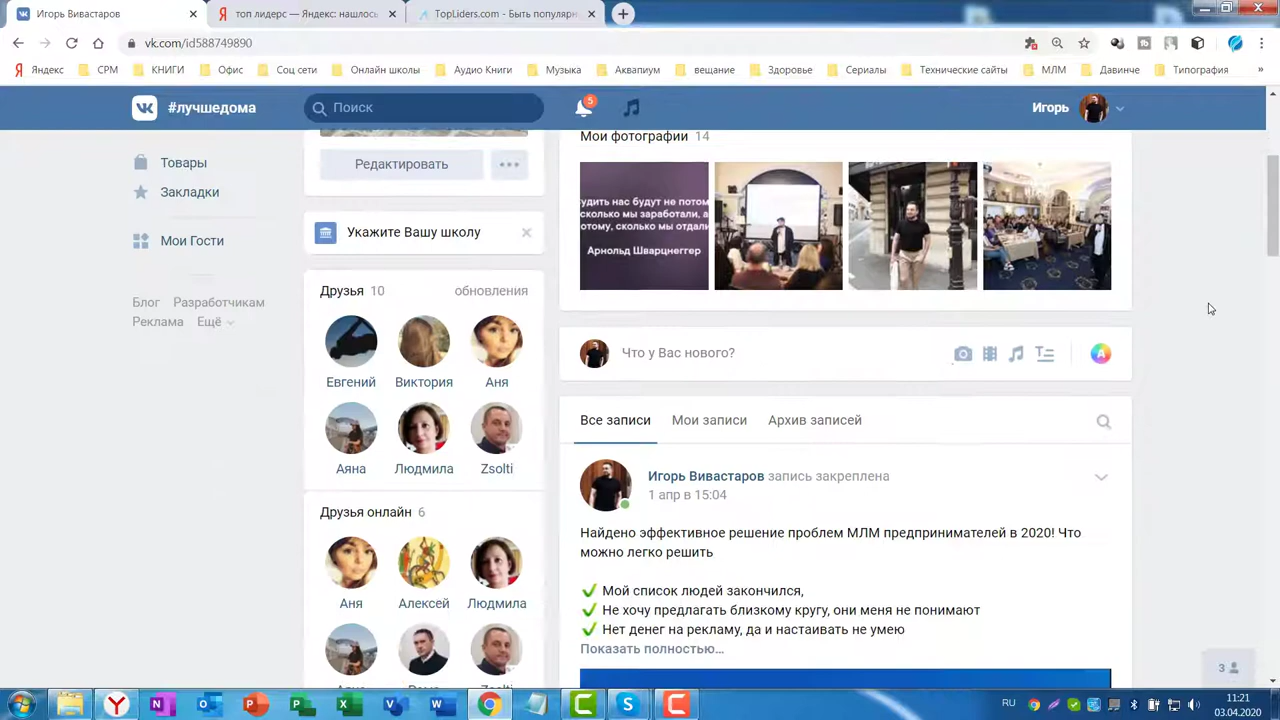 Игорь Вивастаров
топ лидерс — Яндекс: нашлось
TopLiders.com - Быть популярн
vk.com/id588749890
Яндекс
СРМ
КНИГИ
Офис
Соц сети
Онлайн школы
Аудио Книги
Музыка
Аквапиум
вещание
Здоровье
Сериалы
Технические сайты
МЛМ
Давинче
Типография
»
#лучшедома
Поиск
5
Игорь
Товары
Закладки
Мои Гости
Блог Разработчикам
Реклама Ещё
Редактировать
Укажите Вашу школу
Друзья 10
обновления
Евгений
Виктория
Аня
Аяна
Людмила
Zsolti
Друзья онлайн 6
Аня
Алексей
Людмила
Мои фотографии 14
удить нас будут не потом
сколько мы заработали, а
отому, сколько мы отдали
Арнольд Шварцнеггер
Что у Вас нового?
Все записи
Мои записи
Архив записей
Игорь Вивастаров запись закреплена
1 апр в 15:04
Найдено эффективное решение проблем МЛМ предпринимателей в 2020! Что
можно легко решить
Мой список людей закончился,
Не хочу предлагать близкому кругу, они меня не понимают
Нет денег на рекламу, да и настаивать не умею
Показать полностью…
3
RU
11:21
03.04.2020